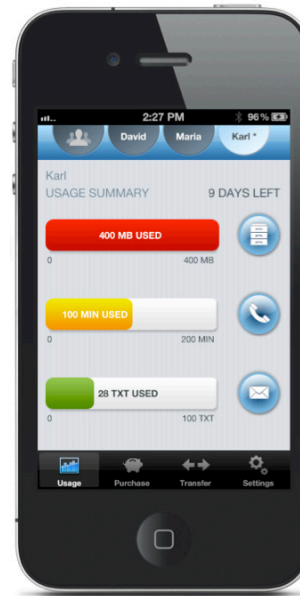 2:27 PM
96%
David
Maria
Karl *
Karl
USAGE SUMMARY
9 DAYS LEFT
400 MB USED
0
400 MB
100 MIN USED
0
200 MIN
28 TXT USED
0
100 TXT
Usage
Purchase
Transfer
Settings